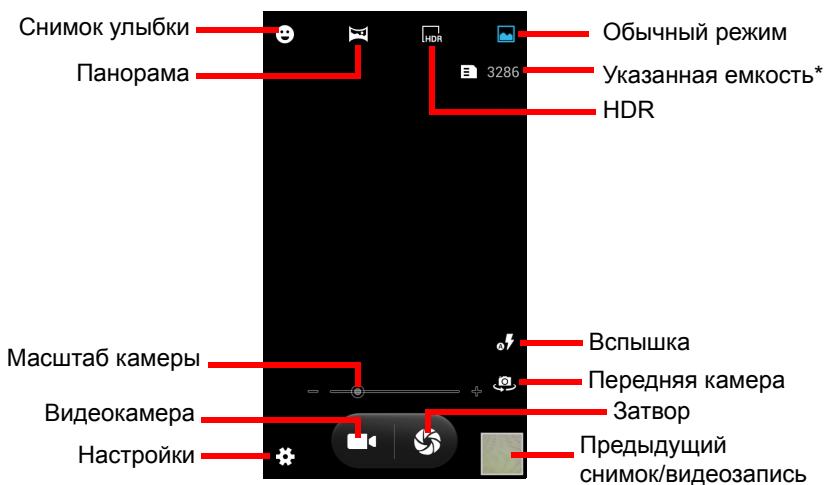 Снимок улыбки
Обычный режим
Панорама
3286
Указанная емкость*
HDR
HDR
Вспышка
Масштаб камеры
Передняя камера
Видеокамера
Затвор
Настройки
Предыдущий
снимок/видеозапись